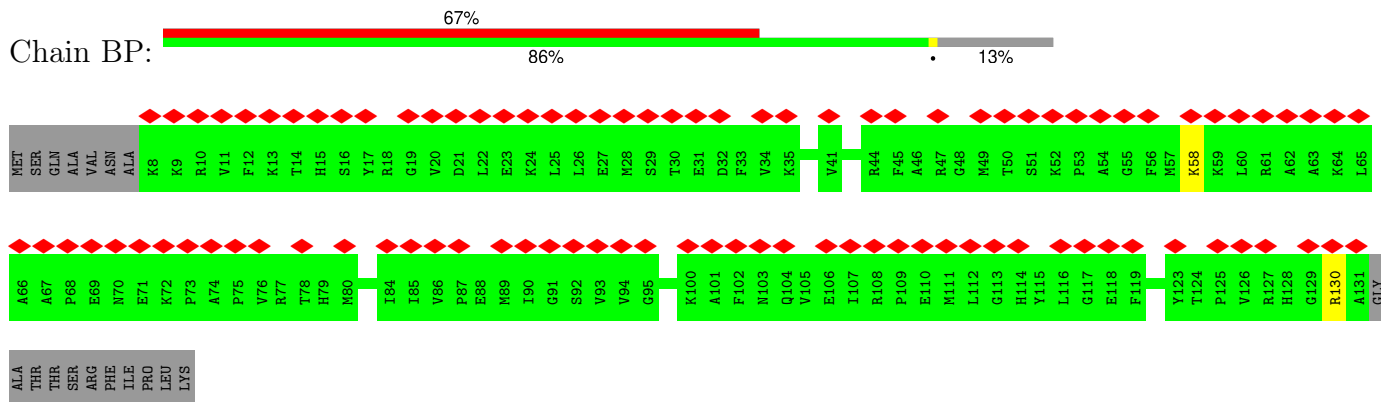 67%
Chain BP:
86% • 13%
MET SER GLN ALA VAL ASN ALA K8 K9 R10 V11 F12 K13 T14 H15 S16 Y17 R18 G19 V20 D21 L22 E23 K24 L25 L26 E27 M28 S29 T30 E31 D32 F33 V34 K35 V41 R44 F45 A46 R47 G48 M49 T50 S51 K52 P53 A54 G55 F56 M57 K58 K59 L60 R61 A62 A63 K64 L65
A66 A67 P68 E69 N70 E71 K72 P73 A74 P75 V76 R77 T78 H79 M80 I84 I85 V86 P87 E88 M89 I90 G91 S92 V93 V94 G95 K100 A101 F102 N103 Q104 V105 E106 I107 R108 P109 E110 M111 L112 G113 H114 Y115 L116 G117 E118 F119 Y123 T124 P125 V126 R127 H128 G129 R130 A131 GLY
ALA THR THR SER ARG PHE ILE PRO LEU LYS